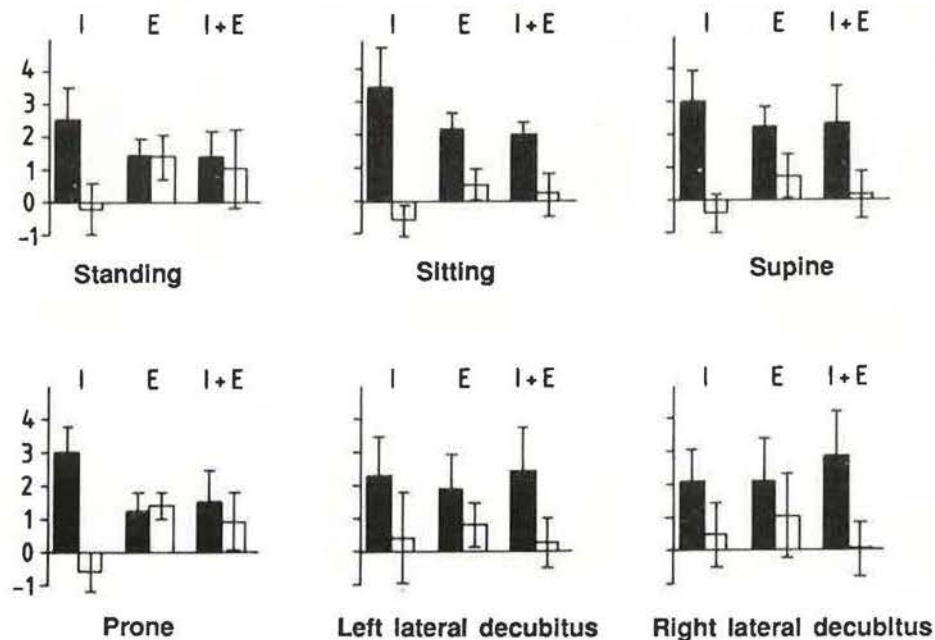 I E I+E
I E I+E
I E I+E
4
3
2
1
0
-1
Standing
Sitting
Supine
I E I+E
I E I+E
I E I+E
4
3
2
1
0
-1
Prone
Left lateral decubitus
Right lateral decubitus